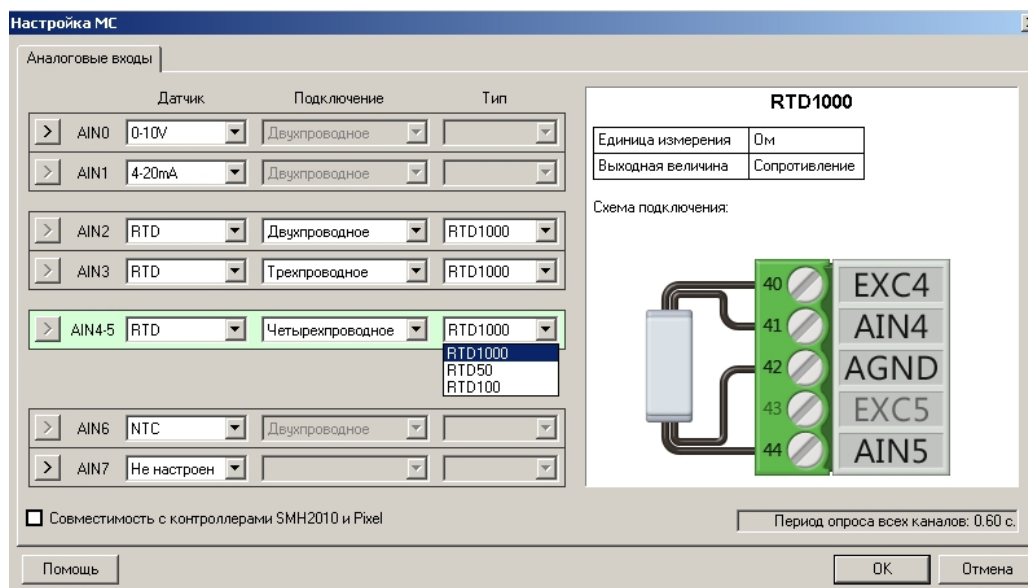 Настройка МС
Аналоговые входы
Датчик Подключение Тип
> AIN0 0-10V Двухпроводное
> AIN1 4-20mA Двухпроводное
> AIN2 RTD Двухпроводное RTD1000
> AIN3 RTD Трехпроводное RTD1000
> AIN4-5 RTD Четырехпроводное RTD1000
RTD1000
RTD50
RTD100
> AIN6 NTC Двухпроводное
> AIN7 Не настроен
RTD1000
Единица измерения Ом
Выходная величина Сопротивление
Схема подключения:
40 EXC4
41 AIN4
42 AGND
43 EXC5
44 AIN5
Совместимость с контроллерами SMH2010 и Pixel
Период опроса всех каналов: 0.60 с.
Помощь OK Отмена